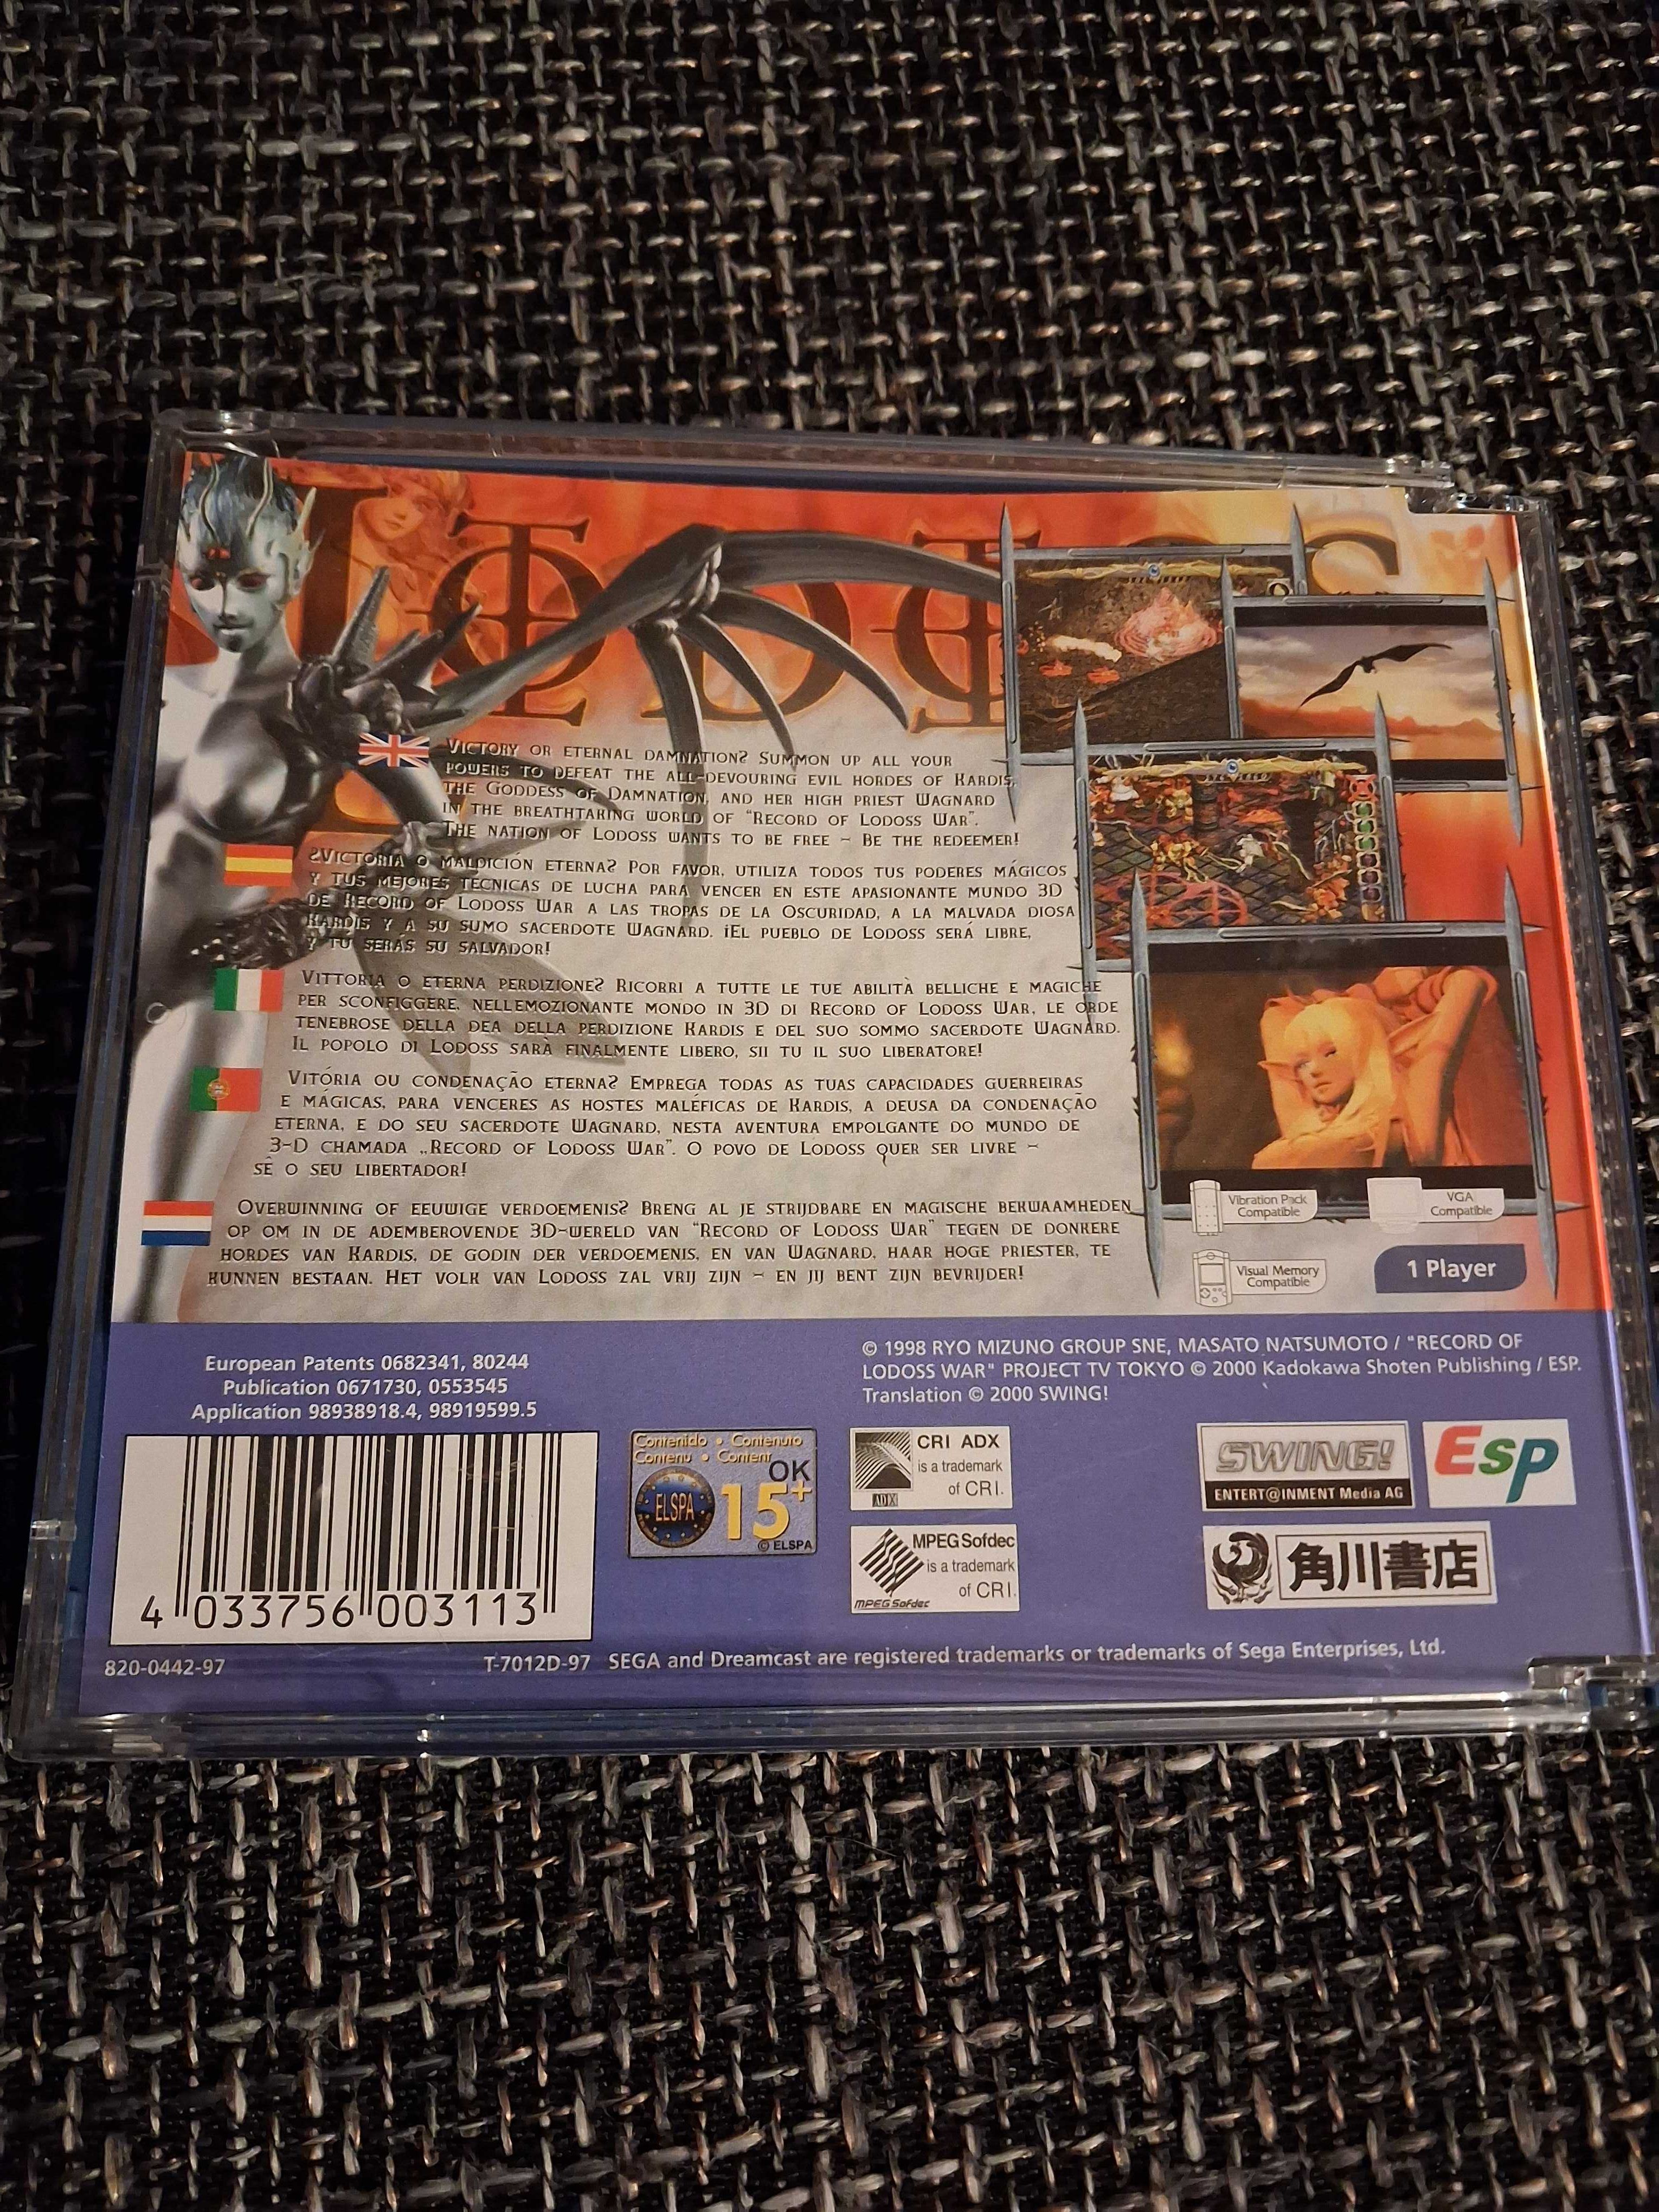 LODOSS
VICTORY OR ETERNAL DAMNATION? SUMMON UP ALL YOUR
POWERS TO DEFEAT THE ALL-DEVOURING EVIL HORDES OF KARDIS,
THE GODDESS OF DAMNATION, AND HER HIGH PRIEST WAGNARD
IN THE BREATHTAKING WORLD OF "RECORD OF LODOSS WAR".
THE NATION OF LODOSS WANTS TO BE FREE – BE THE REDEEMER!
?VICTORIA O MALDICIÓN ETERNA? POR FAVOR, UTILIZA TODOS TUS PODERES MÁGICOS
Y TUS MEJORES TÉCNICAS DE LUCHA PARA VENCER EN ESTE APASIONANTE MUNDO 3D
DE RECORD OF LODOSS WAR A LAS TROPAS DE LA OSCURIDAD, A LA MALVADA DIOSA
KARDIS Y A SU SUMO SACERDOTE WAGNARD. ¡EL PUEBLO DE LODOSS SERÁ LIBRE,
Y TÚ SERÁS SU SALVADOR!
VITTORIA O ETERNA PERDIZIONE? RICORRI A TUTTE LE TUE ABILITÀ BELLICHE E MAGICHE
PER SCONFIGGERE, NELL'EMOZIONANTE MONDO IN 3D DI RECORD OF LODOSS WAR, LE ORDE
TENEBROSE DELLA DEA DELLA PERDIZIONE KARDIS E DEL SUO SOMMO SACERDOTE WAGNARD.
IL POPOLO DI LODOSS SARÀ FINALMENTE LIBERO, SII TU IL SUO LIBERATORE!
VITÓRIA OU CONDENAÇÃO ETERNA? EMPREGA TODAS AS TUAS CAPACIDADES GUERREIRAS
E MÁGICAS, PARA VENCERES AS HOSTES MALÉFICAS DE KARDIS, A DEUSA DA CONDENAÇÃO
ETERNA, E DO SEU SACERDOTE WAGNARD, NESTA AVENTURA EMPOLGANTE DO MUNDO DE
3-D CHAMADA „RECORD OF LODOSS WAR". O POVO DE LODOSS QUER SER LIVRE –
SÊ O SEU LIBERTADOR!
OVERWINNING OF EEUWIGE VERDOEMENIS? BRENG AL JE STRIJDBARE EN MAGISCHE BEKWAAMHEDEN
OP OM IN DE ADEMBEROVENDE 3D-WERELD VAN "RECORD OF LODOSS WAR" TEGEN DE DONKERE
HORDES VAN KARDIS, DE GODIN DER VERDOEMENIS, EN VAN WAGNARD, HAAR HOGE PRIESTER, TE
KUNNEN BESTAAN. HET VOLK VAN LODOSS ZAL VRIJ ZIJN – EN JIJ BENT ZIJN BEVRIJDER!
Vibration Pack
Compatible
VGA
Compatible
Visual Memory
Compatible
1 Player
European Patents 0682341, 80244
Publication 0671730, 0553545
Application 98938918.4, 98919599.5
© 1998 RYO MIZUNO GROUP SNE, MASATO NATSUMOTO / "RECORD OF
LODOSS WAR" PROJECT TV TOKYO © 2000 Kadokawa Shoten Publishing / ESP.
Translation © 2000 SWING!
4 033756 003113
Contenido • Contenuto
Contenu • Content
OK
ELSPA
15+
© ELSPA
CRI ADX
is a trademark
of CRI.
ADX
MPEG Sofdec
is a trademark
of CRI.
MPEG Sofdec
SWING!
ENTERT@INMENT Media AG
Esp
角川書店
820-0442-97
T-7012D-97 SEGA and Dreamcast are registered trademarks or trademarks of Sega Enterprises, Ltd.